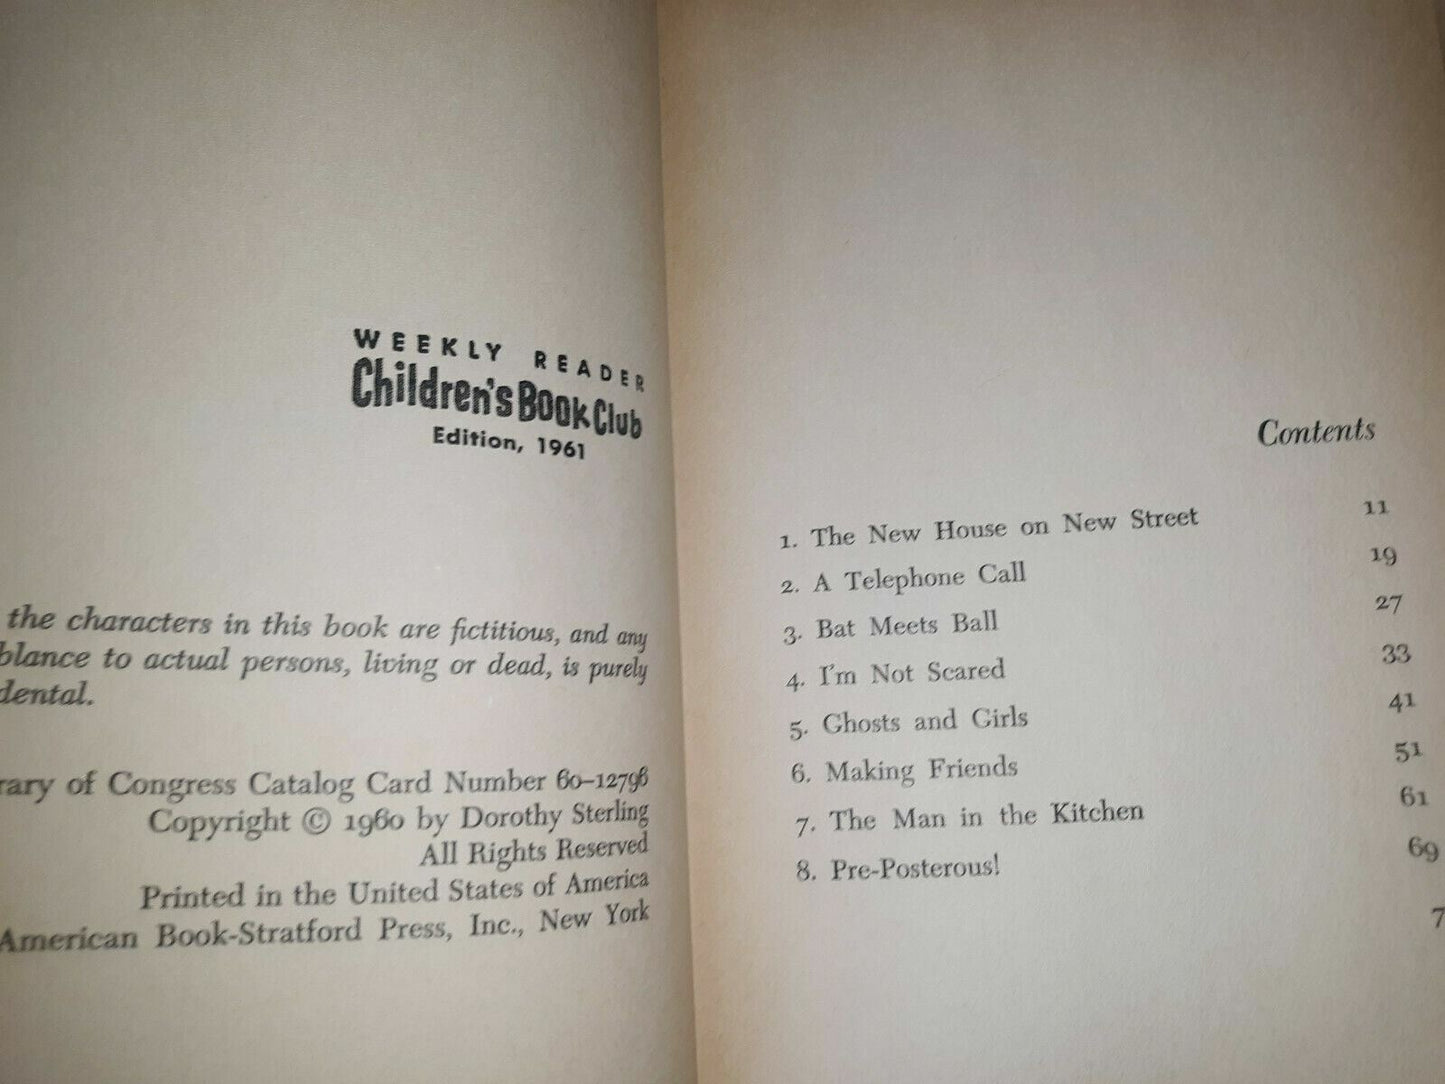 WEEKLY READER
Children's Book Club
Edition, 1961
the characters in this book are fictitious, and any
blance to actual persons, living or dead, is purely
dental.
rary of Congress Catalog Card Number 60–12796
Copyright © 1960 by Dorothy Sterling
All Rights Reserved
Printed in the United States of America
American Book-Stratford Press, Inc., New York
Contents
1. The New House on New Street 11
2. A Telephone Call 19
3. Bat Meets Ball 27
4. I'm Not Scared 33
5. Ghosts and Girls 41
6. Making Friends 51
7. The Man in the Kitchen 61
8. Pre-Posterous! 69
7